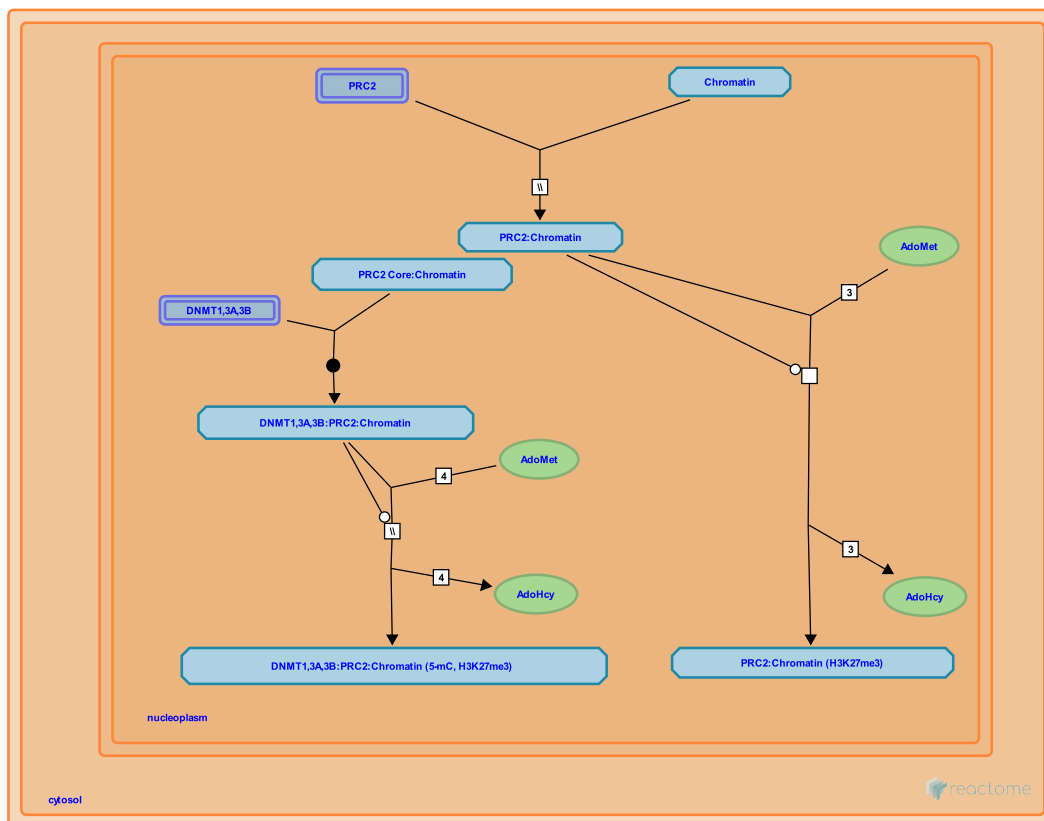 PRC2
Chromatin
\\
PRC2:Chromatin
AdoMet
PRC2 Core:Chromatin
3
DNMT1,3A,3B
DNMT1,3A,3B:PRC2:Chromatin
AdoMet
4
\\
3
4
AdoHcy
AdoHcy
DNMT1,3A,3B:PRC2:Chromatin (5-mC, H3K27me3)
PRC2:Chromatin (H3K27me3)
nucleoplasm
reactome
cytosol